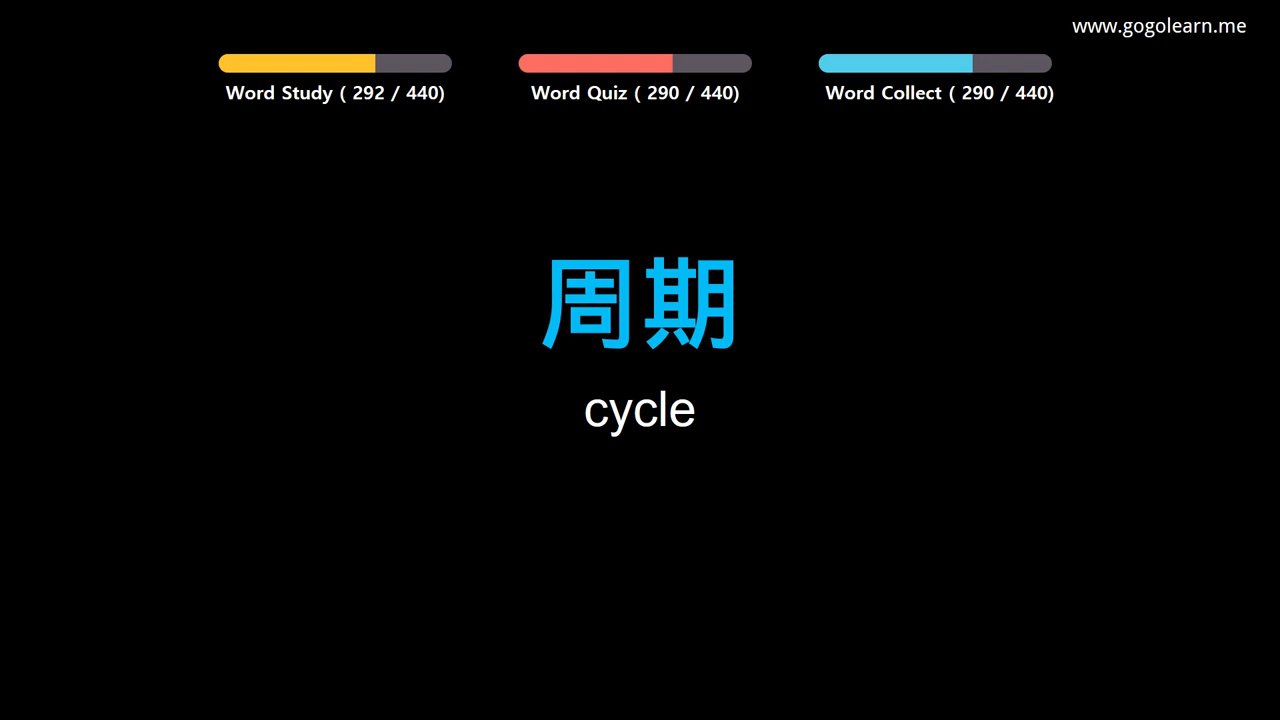 www.gogolearn.me
Word Study ( 292 / 440)
Word Quiz ( 290 / 440)
Word Collect ( 290 / 440)
周期
cycle